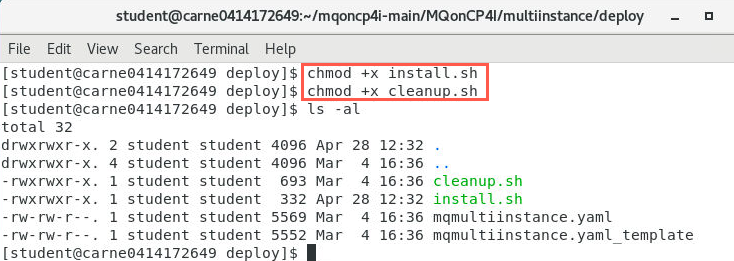 student@carne0414172649:~/mqoncp4i-main/MQonCP4I/multiinstance/deploy
File Edit View Search Terminal Help
[student@carne0414172649 deploy]$ chmod +x install.sh
[student@carne0414172649 deploy]$ chmod +x cleanup.sh
[student@carne0414172649 deploy]$ ls -al
total 32
drwxrwxr-x. 2 student student 4096 Apr 28 12:32 .
drwxrwxr-x. 4 student student 4096 Mar  4 16:36 ..
-rwxrwxr-x. 1 student student  693 Mar  4 16:36 cleanup.sh
-rwxrwxr-x. 1 student student  332 Apr 28 12:32 install.sh
-rw-rw-r--. 1 student student 5569 Mar  4 16:36 mqmultiinstance.yaml
-rw-rw-r--. 1 student student 5552 Mar  4 16:36 mqmultiinstance.yaml_template
[student@carne0414172649 deploy]$